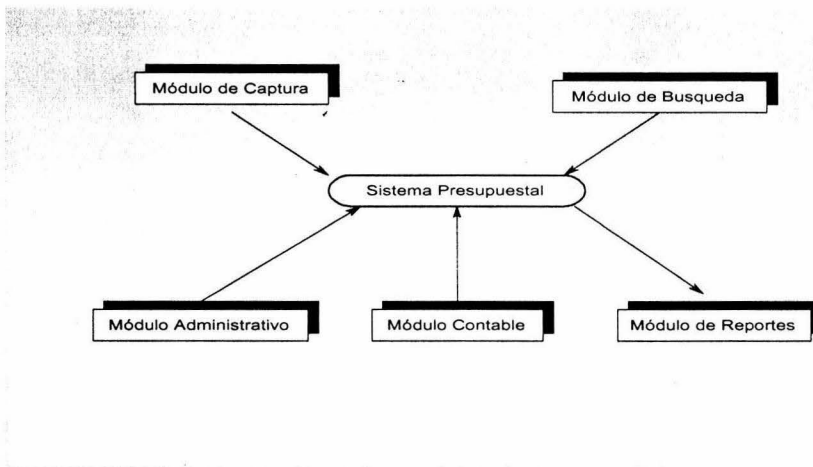 Módulo de Captura
Módulo de Busqueda
Sistema Presupuestal
Módulo Administrativo
Módulo Contable
Módulo de Reportes